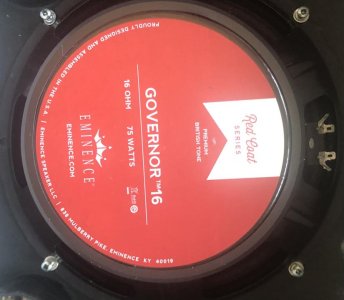 Red Coat
SERIES
PREMIUM
BRITISH TONE
GOVERNOR™16
16 OHM
75 WATTS
EMINENCE
EMINENCE.COM
PROUDLY DESIGNED AND ASSEMBLED IN THE U.S.A. | EMINENCE SPEAKER LLC | 838 MULBERRY PIKE, EMINENCE KY 40019